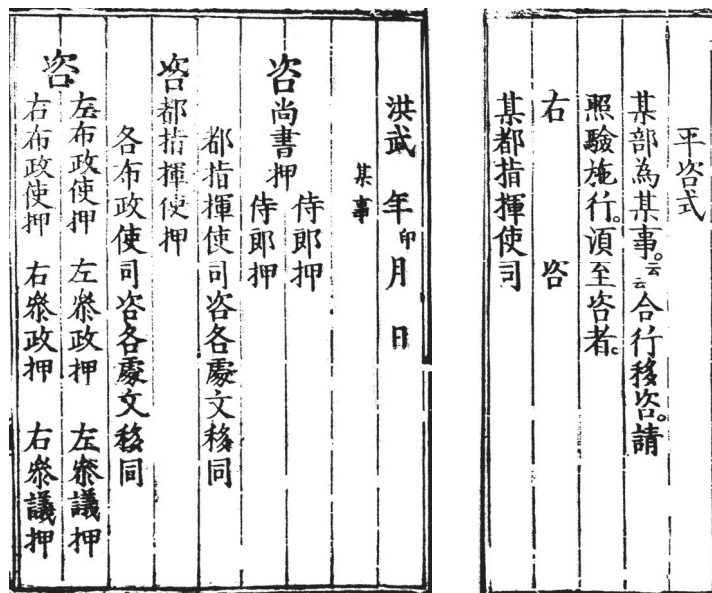 平咨式
某部為某事。云云合行移咨。請
照驗施行。湏至咨者。
右 咨
某都指揮使司
洪武 年印月 日
某事
侍郎押
咨尚書押
侍郎押
都指揮使司咨各處文移同
咨都指揮使押
各布政使司咨各處文移同
左布政使押 左叅政押 左叅議押
咨
右布政使押 右叅政押 右叅議押